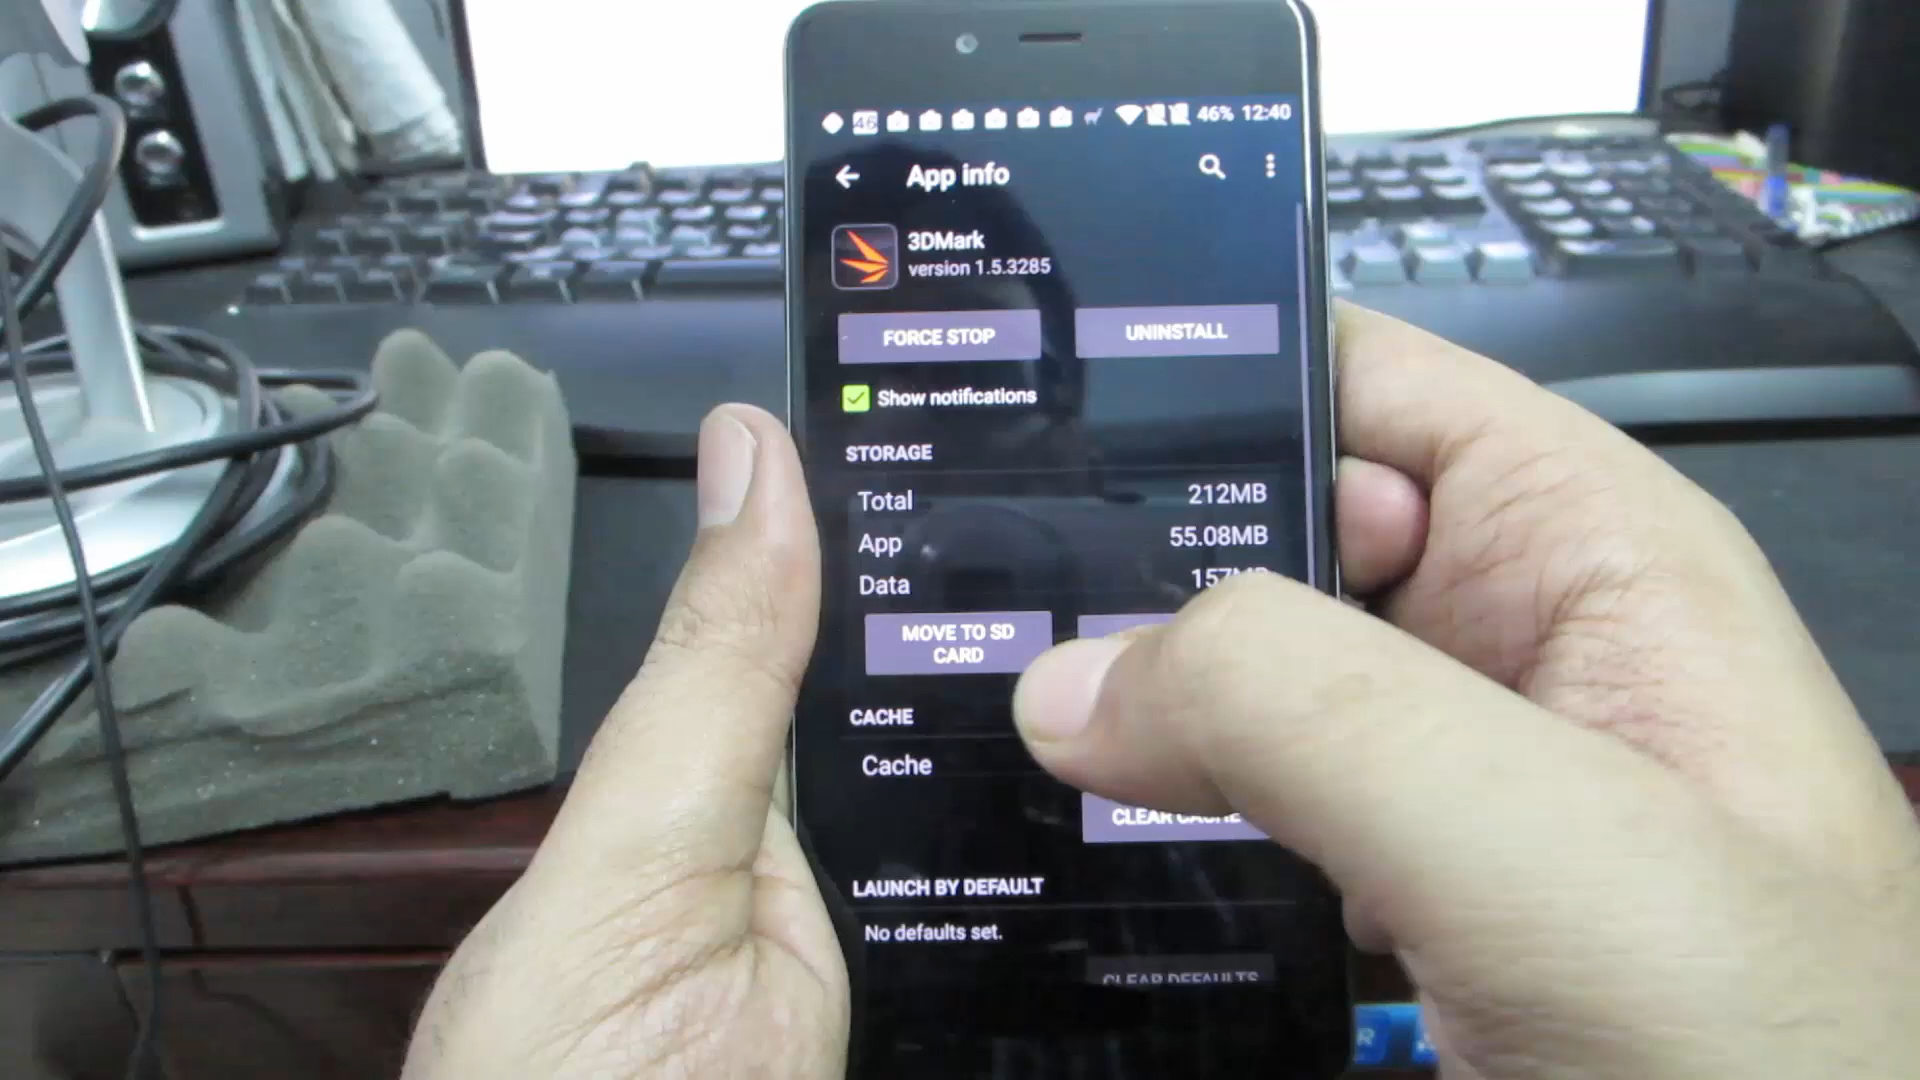 46 46% 12:40
App info
3DMark
version 1.5.3285
FORCE STOP UNINSTALL
Show notifications
STORAGE
Total 212MB
App 55.08MB
Data 157MB
MOVE TO SD
CARD
CACHE
Cache
CLEAR CACHE
LAUNCH BY DEFAULT
No defaults set.
CLEAR DEFAULTS